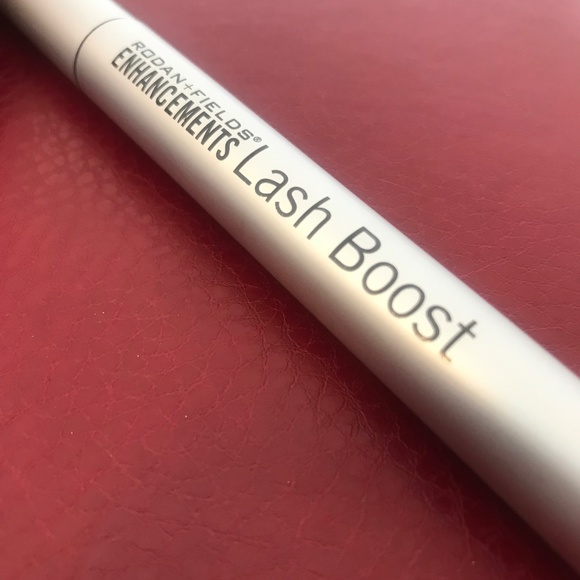 RODAN+FIELDS®
ENHANCEMENTS
Lash Boost